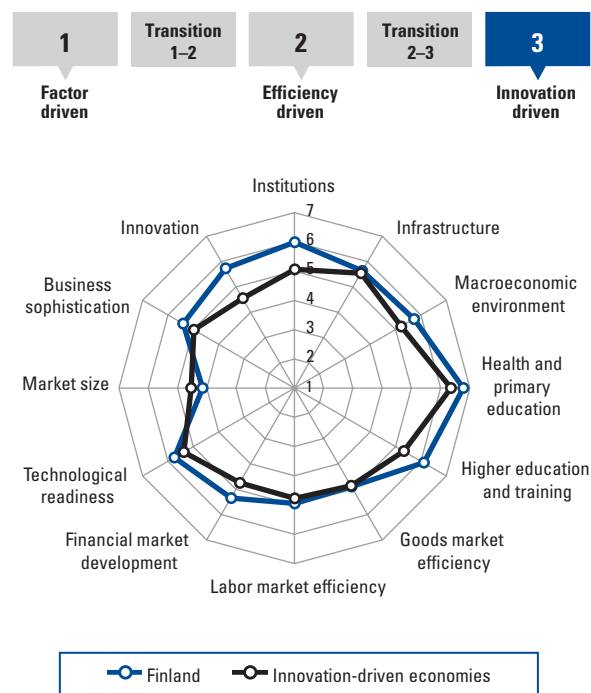 1
Transition
1–2
2
Transition
2–3
3
Factor
driven
Efficiency
driven
Innovation
driven
Institutions
7
6
5
4
3
2
1
Innovation
Infrastructure
Business
sophistication
Macroeconomic
environment
Market size
Health and
primary
education
Technological
readiness
Higher education
and training
Financial market
development
Goods market
efficiency
Labor market efficiency
Finland
Innovation-driven economies